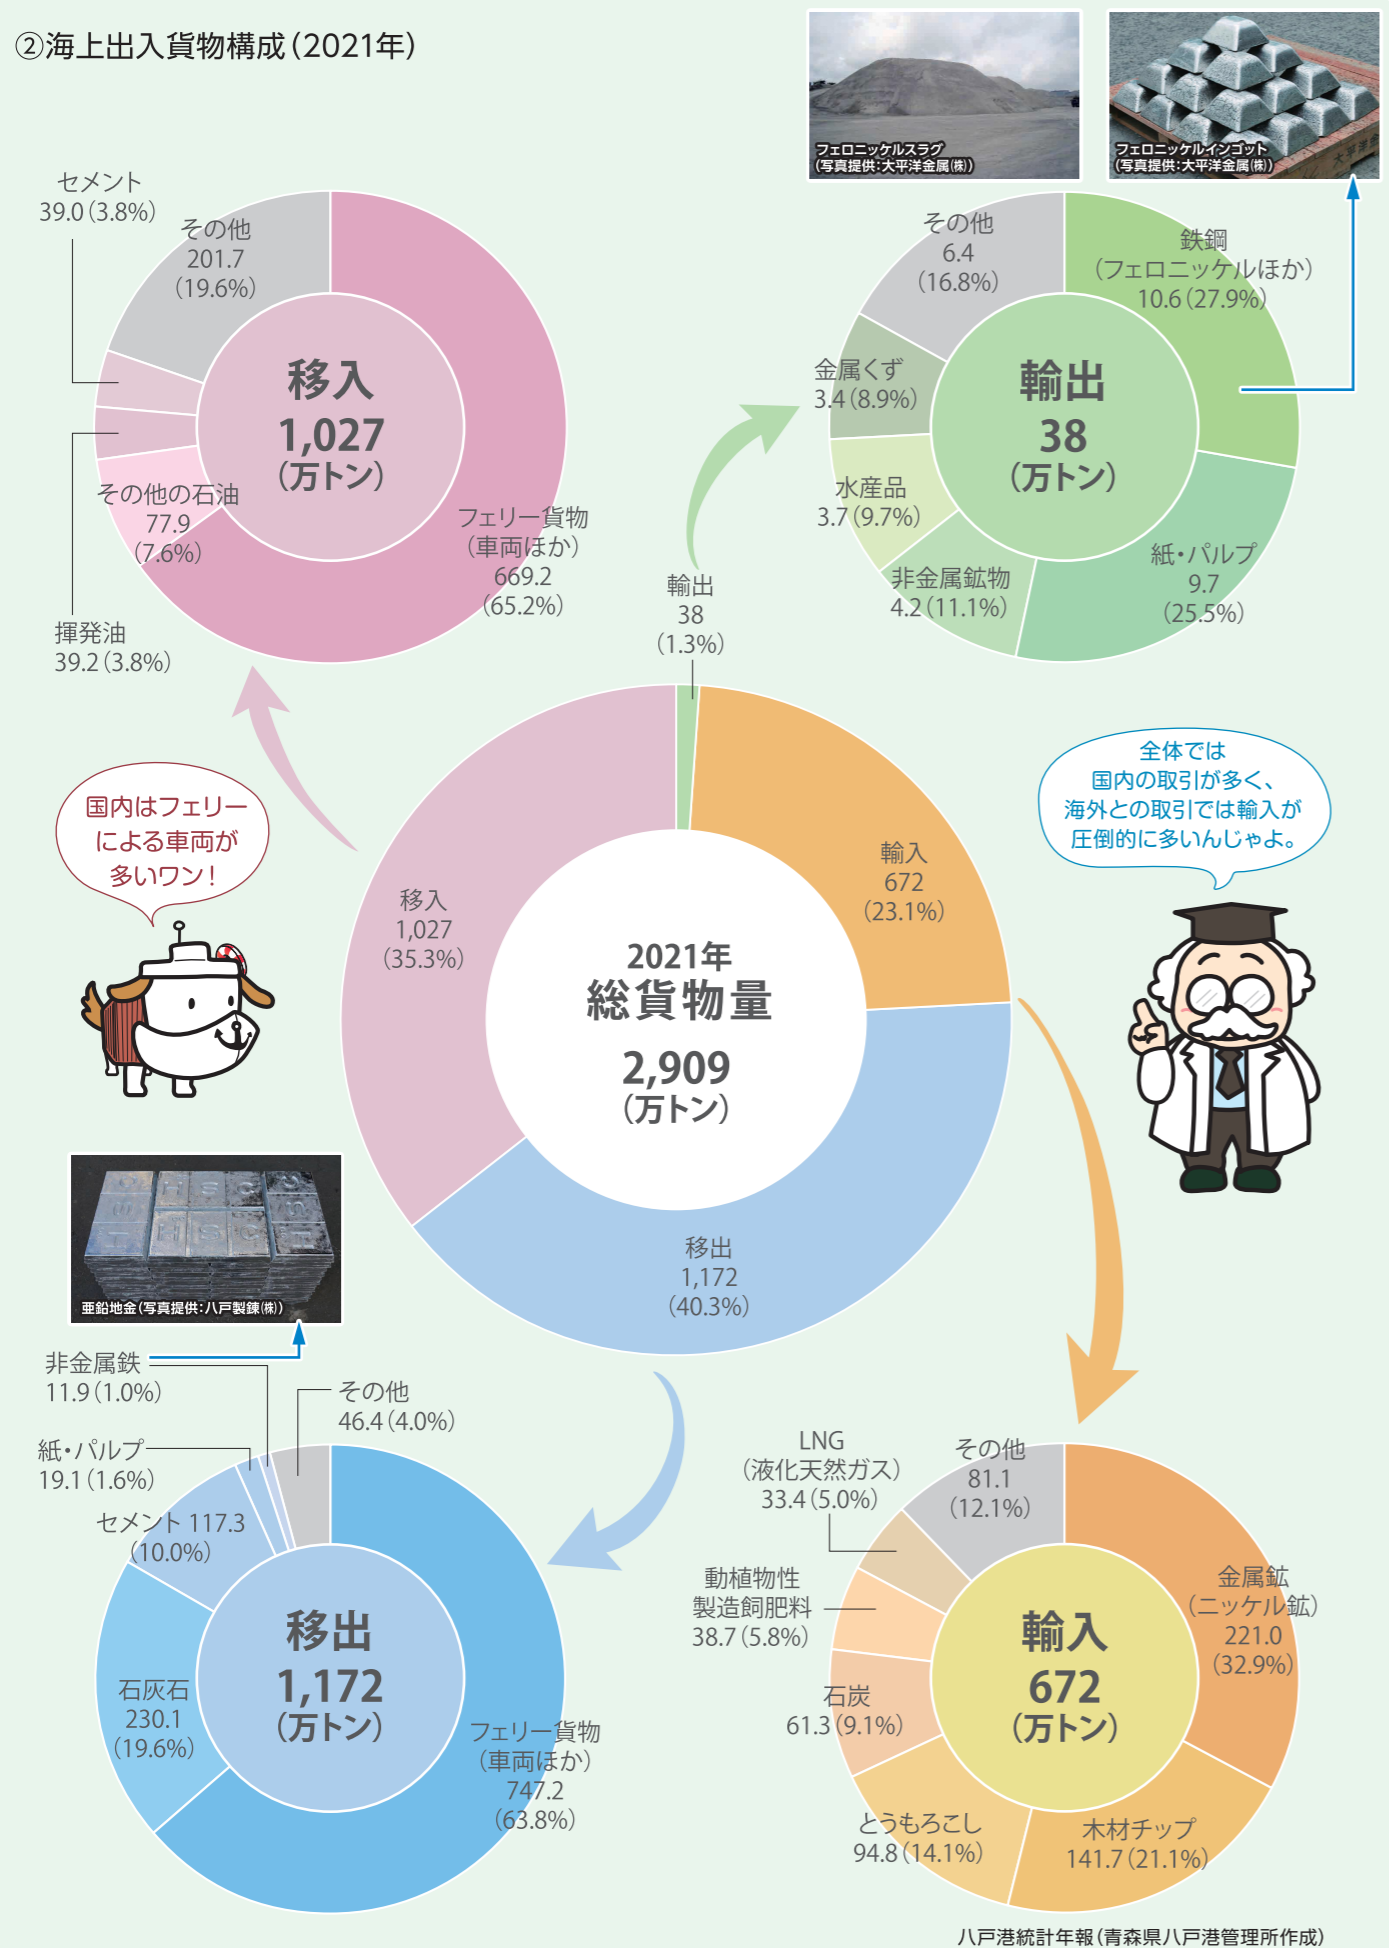 ②海上出入貨物構成（2021年）
フェロニッケルスラグ
（写真提供：大平洋金属㈱）
フェロニッケルインゴット
（写真提供：大平洋金属㈱）
セメント
39.0（3.8%）
その他
201.7
（19.6%）
移入
1,027
（万トン）
その他の石油
77.9
（7.6%）
フェリー貨物
（車両ほか）
669.2
（65.2%）
揮発油
39.2（3.8%）
その他
6.4
（16.8%）
鉄鋼
（フェロニッケルほか）
10.6（27.9%）
金属くず
3.4（8.9%）
輸出
38
（万トン）
水産品
3.7（9.7%）
非金属鉱物
4.2（11.1%）
紙・パルプ
9.7
（25.5%）
輸出
38
（1.3%）
全体では
国内の取引が多く、
海外との取引では輸入が
圧倒的に多いんじゃよ。
国内はフェリー
による車両が
多いワン！
移入
1,027
（35.3%）
輸入
672
（23.1%）
2021年
総貨物量
2,909
（万トン）
移出
1,172
（40.3%）
亜鉛地金（写真提供：八戸製錬㈱）
非金属鉄
11.9（1.0%）
その他
46.4（4.0%）
紙・パルプ
19.1（1.6%）
セメント 117.3
（10.0%）
移出
1,172
（万トン）
石灰石
230.1
（19.6%）
フェリー貨物
（車両ほか）
747.2
（63.8%）
LNG
（液化天然ガス）
33.4（5.0%）
その他
81.1
（12.1%）
動植物性
製造飼肥料
38.7（5.8%）
金属鉱
（ニッケル鉱）
221.0
（32.9%）
輸入
672
（万トン）
石炭
61.3（9.1%）
とうもろこし
94.8（14.1%）
木材チップ
141.7（21.1%）
八戸港統計年報（青森県八戸港管理所作成）